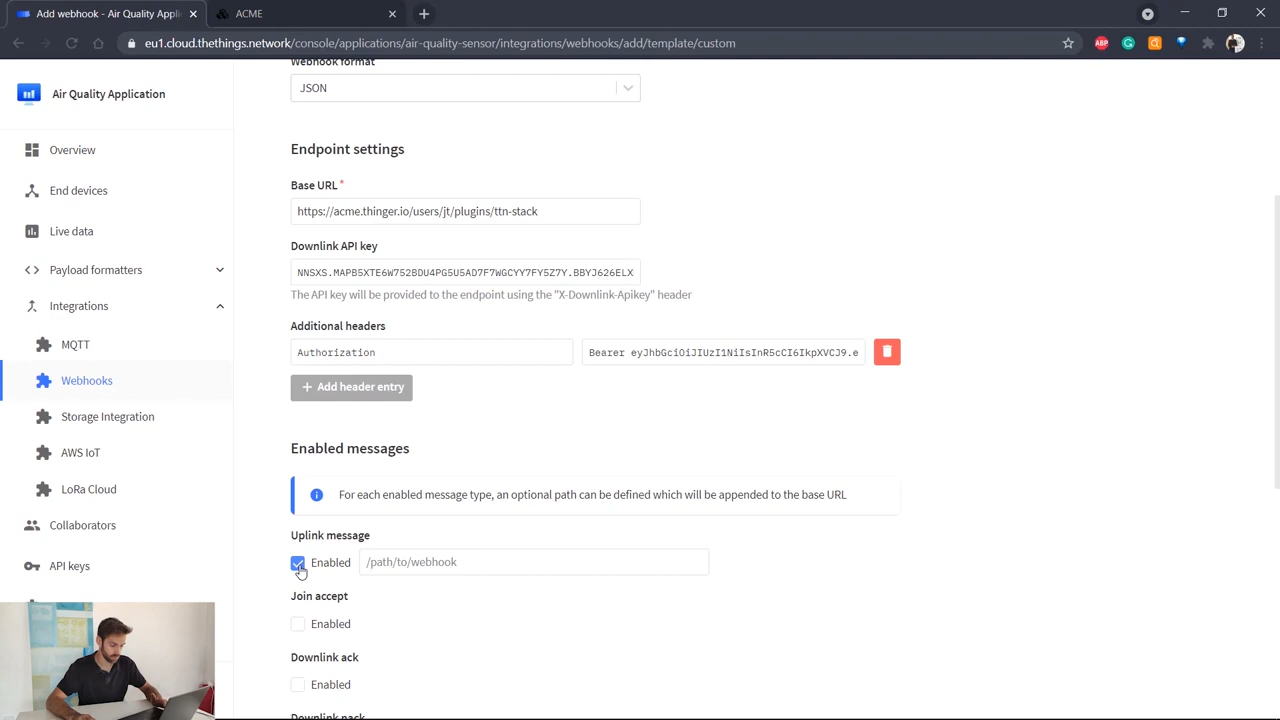 Add webhook - Air Quality Appli
ACME
eu1.cloud.thethings.network/console/applications/air-quality-sensor/integrations/webhooks/add/template/custom
ABP
Air Quality Application
Overview
End devices
Live data
Payload formatters
Integrations
MQTT
Webhooks
Storage Integration
AWS IoT
LoRa Cloud
Collaborators
API keys
Webhook format
JSON
Endpoint settings
Base URL *
https://acme.thinger.io/users/jt/plugins/ttn-stack
Downlink API key
NNSXS.MAPB5XTE6W752BDU4PG5U5AD7F7WGCYY7FY5Z7Y.BBYJ626ELX
The API key will be provided to the endpoint using the "X-Downlink-Apikey" header
Additional headers
Authorization
Bearer eyJhbGciOiJIUzI1NiIsInR5cCI6IkpXVCJ9.e
+ Add header entry
Enabled messages
For each enabled message type, an optional path can be defined which will be appended to the base URL
Uplink message
Enabled
/path/to/webhook
Join accept
Enabled
Downlink ack
Enabled
Downlink nack